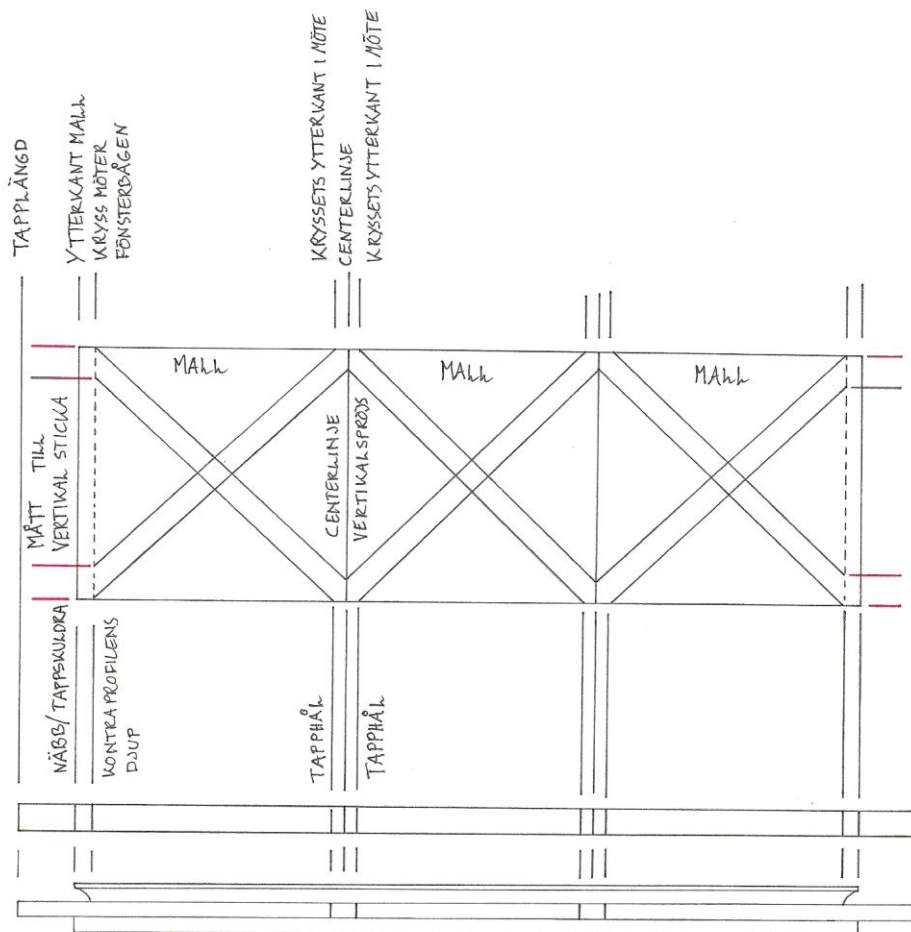 TAPPLÄNGD
YTTERKANT MALL
KRYSS MÖTER
FÖNSTERBÅGEN
KRYSSETS YTTERKANT I MÖTE
CENTERLINJE
KRYSSETS YTTERKANT I MÖTE
MÅTT TILL
VERTIKAL STICKA
MALL
MALL
MALL
CENTERLINJE
VERTIKALSPRÖJS
NÄBB/TAPPSKULDRA
KONTRAPROFILENS
DJUP
TAPPHÅL
TAPPHÅL